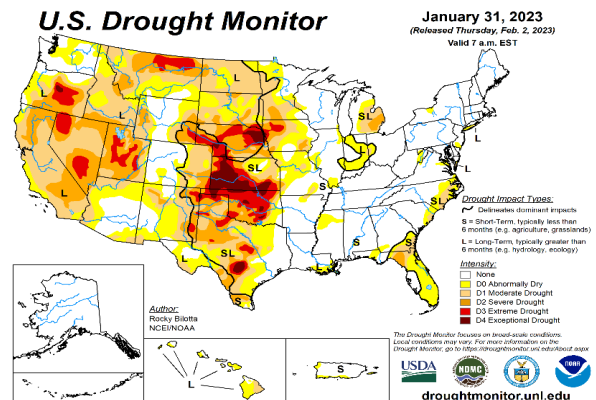 U.S. Drought Monitor
January 31, 2023
(Released Thursday, Feb. 2, 2023)
Valid 7 a.m. EST
L
L
L
L
SL
SL
L
S
L
L
SL
S
S
L
SL
L
S
Drought Impact Types:
Delineates dominant impacts
S = Short-Term, typically less than
6 months (e.g. agriculture, grasslands)
L = Long-Term, typically greater than
6 months (e.g. hydrology, ecology)
Intensity:
None
D0 Abnormally Dry
D1 Moderate Drought
D2 Severe Drought
D3 Extreme Drought
D4 Exceptional Drought
Author:
Rocky Bilotta
NCEI/NOAA
L
S
The Drought Monitor focuses on broad-scale conditions.
Local conditions may vary. For more information on the
Drought Monitor, go to https://droughtmonitor.unl.edu/About.aspx
USDA
NDMC
NOAA
droughtmonitor.unl.edu